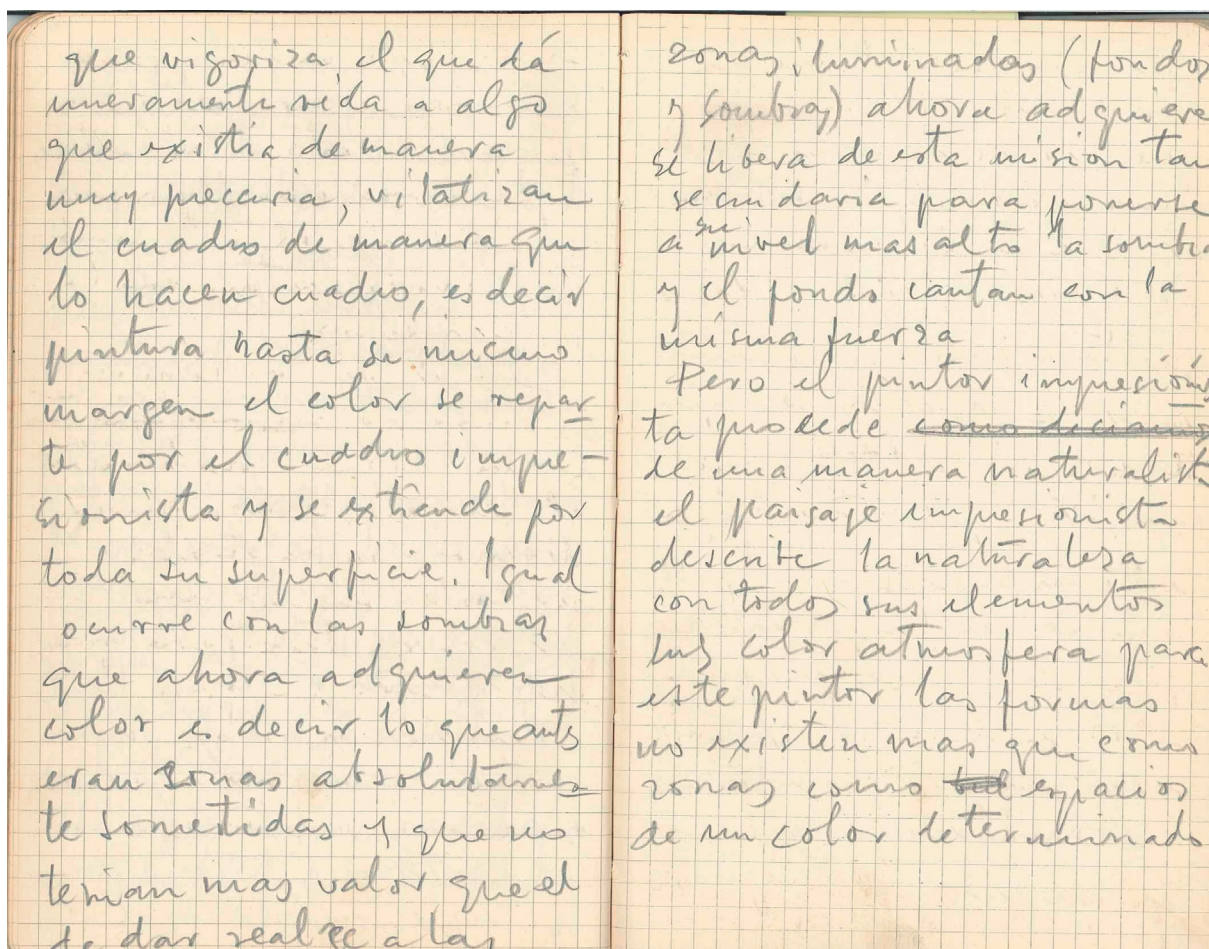 que vigoriza, el que dá
nuevamente vida a algo
que existia de manera
muy precaria, vitatizan
el cuadro de manera que
lo hacen cuadro, es decir
pintura hasta su mismo
margen el color se repar
te por el cuadro impre-
sionista y se extiende por
toda su superficie. Igual
ocurre con las sombras
que ahora adquieren
color es decir lo que antes
eran zonas absolutamen
te sometidas y que no
tenian mas valor que el
de dar realce a las
zonas iluminadas (fondos
y sombras) ahora adquiere
se libera de esta mision tan
secundaria para ponerse
a su nivel mas alto la sombra
y el fondo cantan con la
misma fuerza
Pero el pintor impresionis
ta procede como deciamos
de una manera naturalista
el paisaje impresionista
describe la naturaleza
con todos sus elementos
luz color atmosfera para
este pintor las formas
no existen mas que como
zonas como espacios
de un color determinado